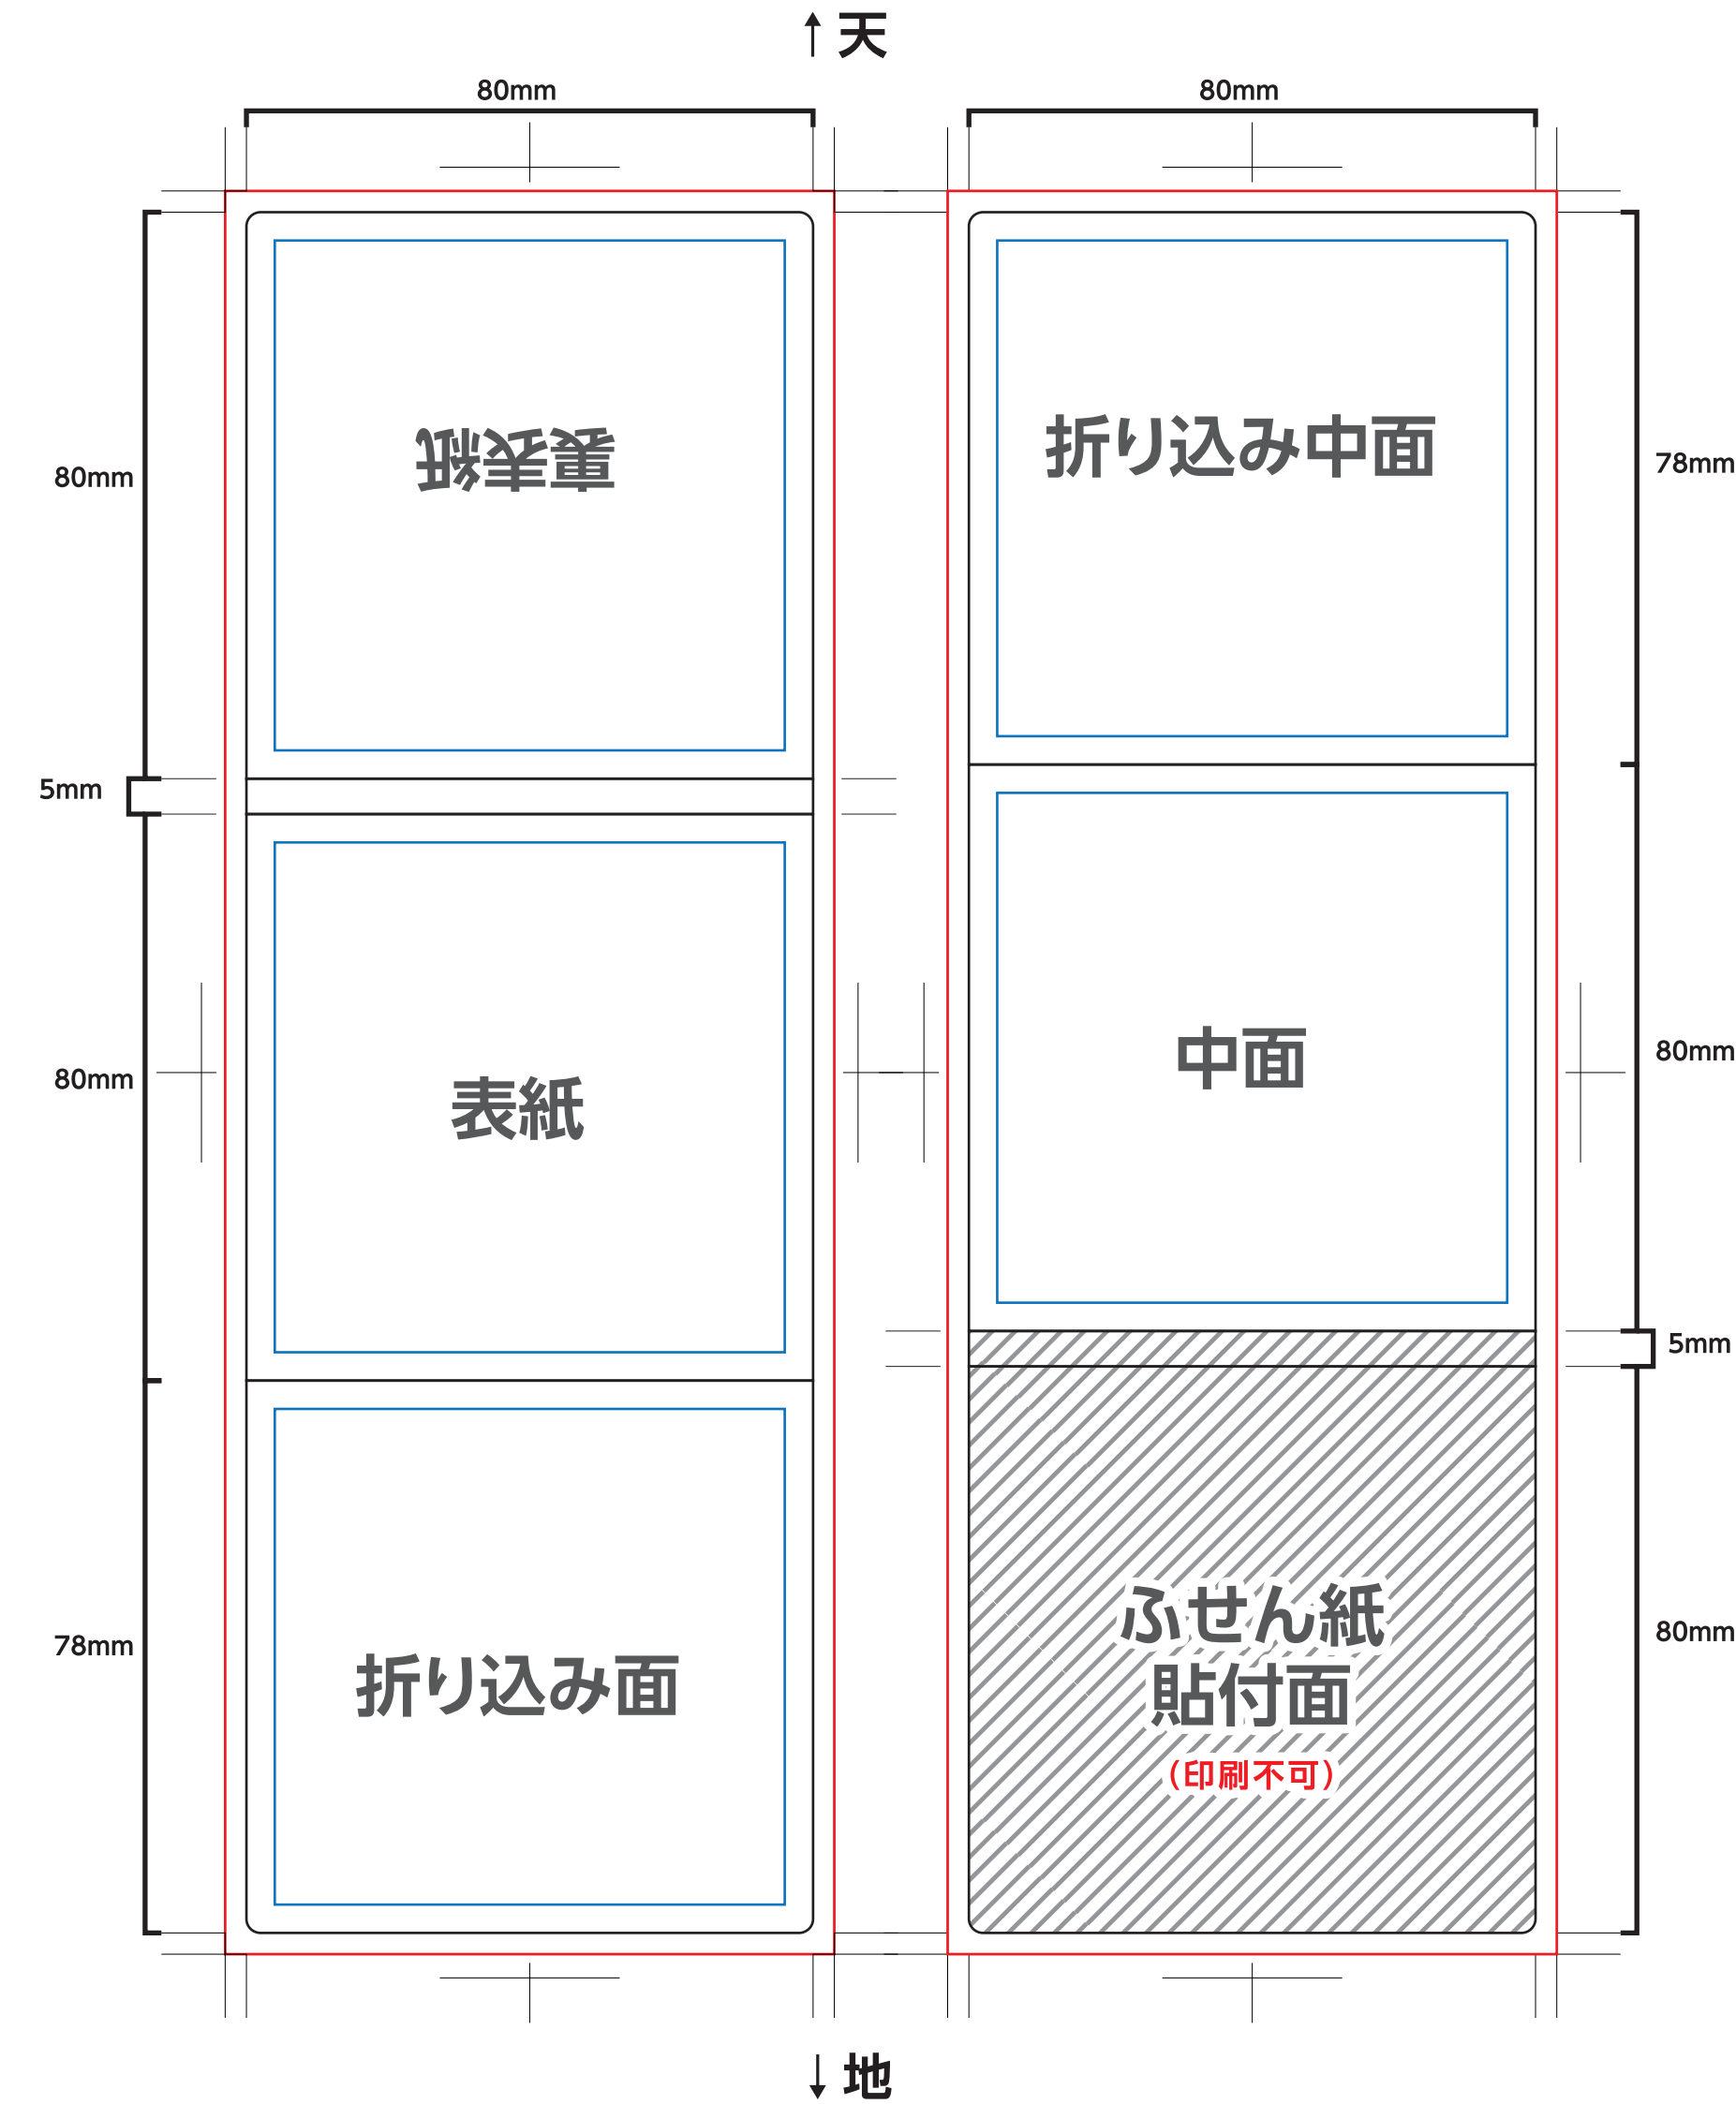 天
80mm
80mm
裏表紙
折り込み中面
80mm
78mm
5mm
表紙
中面
80mm
80mm
5mm
折り込み面
ふせん紙
貼付面
(印刷不可)
78mm
80mm
地